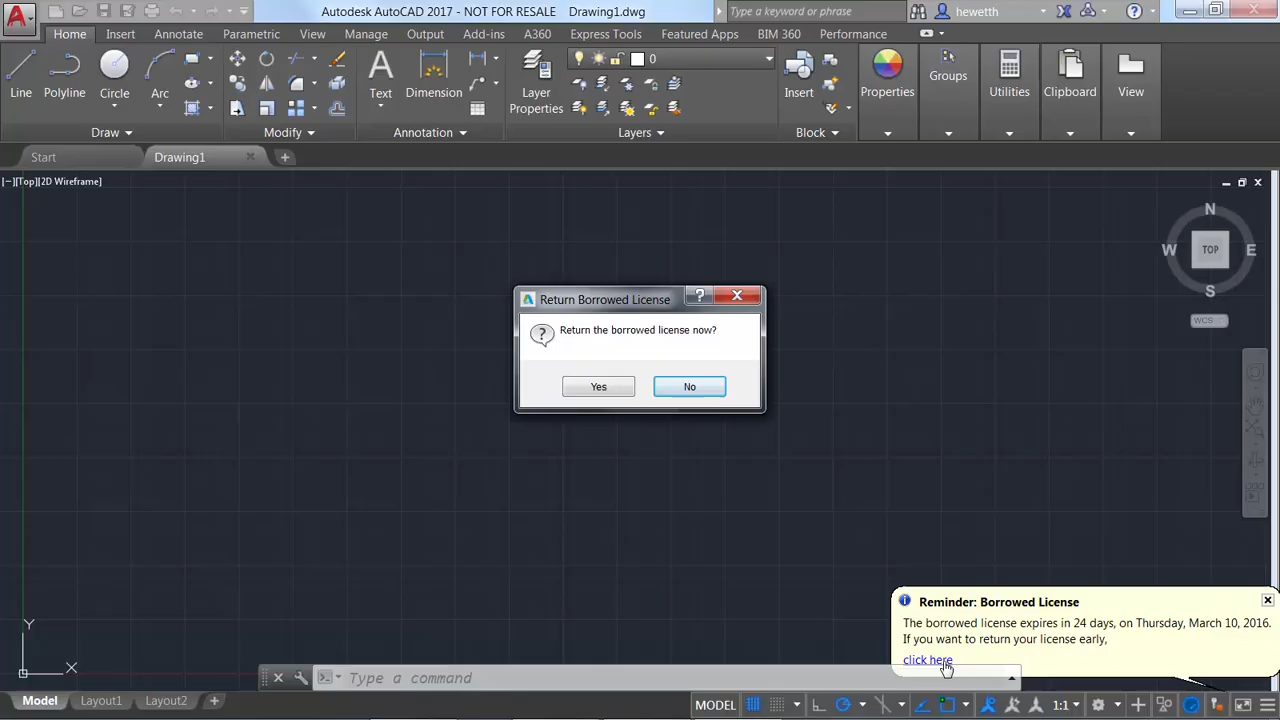 Autodesk AutoCAD 2017 - NOT FOR RESALE Drawing1.dwg
Type a keyword or phrase
hewetth
Home Insert Annotate Parametric View Manage Output Add-ins A360 Express Tools Featured Apps BIM 360 Performance
Line
Polyline
Circle
Arc
Text
Dimension
Layer
Properties
0
Insert
Properties
Groups
Utilities
Clipboard
View
Draw
Modify
Annotation
Layers
Block
Start
Drawing1
[−][Top][2D Wireframe]
N
W
TOP
E
S
WCS
Return Borrowed License
Return the borrowed license now?
Yes
No
Reminder: Borrowed License
The borrowed license expires in 24 days, on Thursday, March 10, 2016.
If you want to return your license early,
click here
Y
X
Type a command
Model
Layout1
Layout2
MODEL
1:1